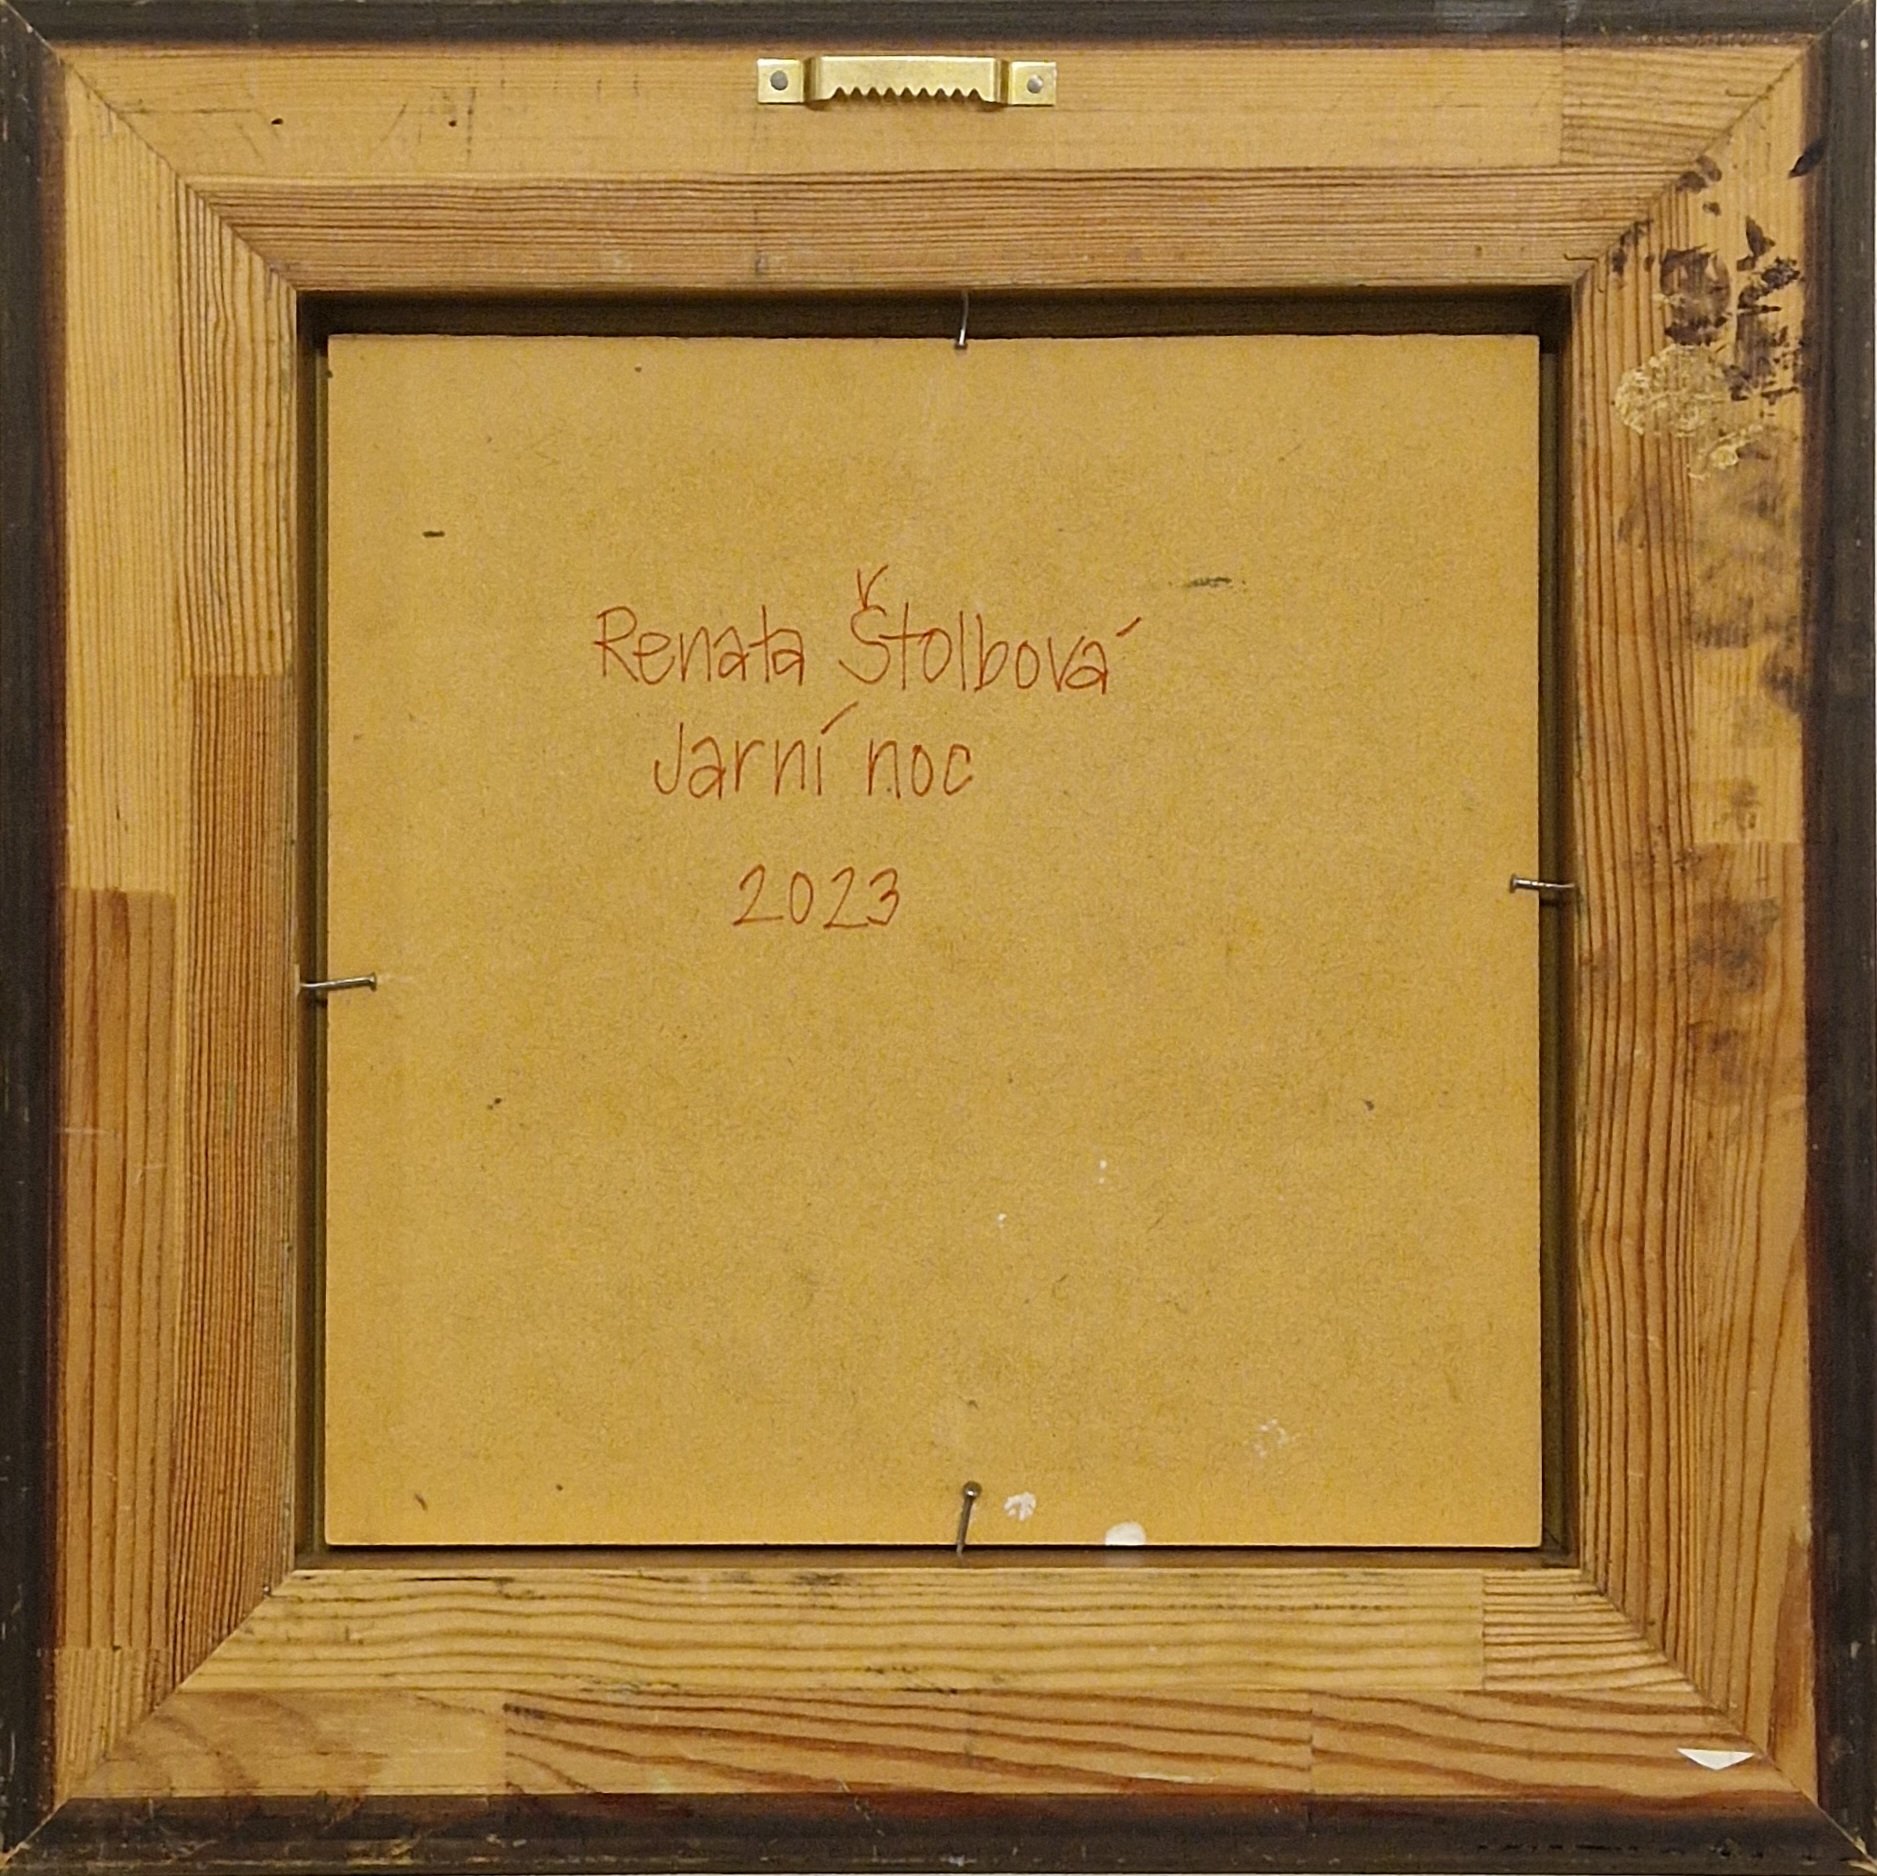 Renata Štolbová
Jarní noc
2023